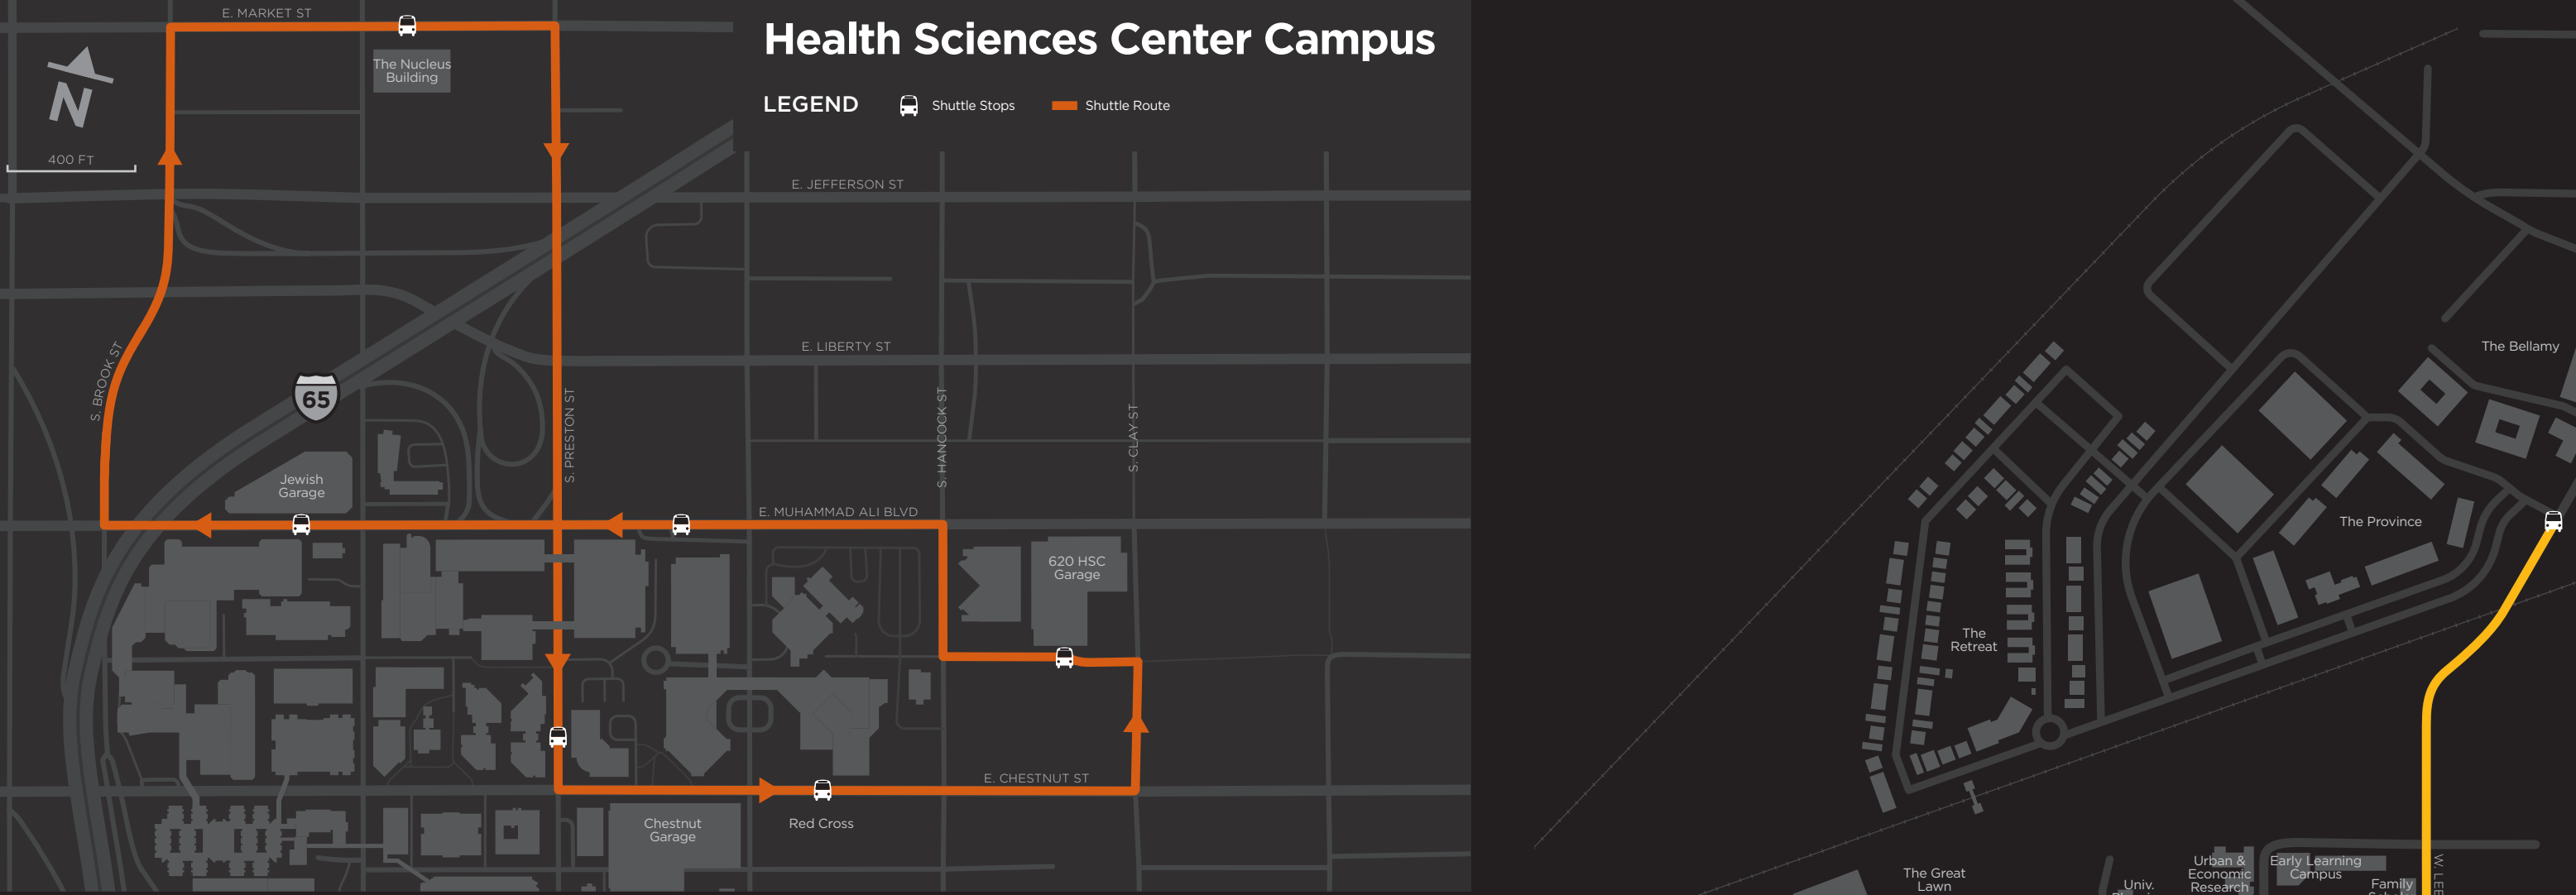 E. MARKET ST
The Nucleus
Building
N
400 FT
Health Sciences Center Campus
LEGEND
Shuttle Stops
Shuttle Route
E. JEFFERSON ST
E. LIBERTY ST
S. BROOK ST
65
S. PRESTON ST
S. HANCOCK ST
S. CLAY ST
Jewish
Garage
E. MUHAMMAD ALI BLVD
620 HSC
Garage
E. CHESTNUT ST
Chestnut
Garage
Red Cross
The Bellamy
The Province
The
Retreat
The Great
Lawn
Univ.
Urban &
Economic
Research
Early Learning
Campus
Family
W LEE